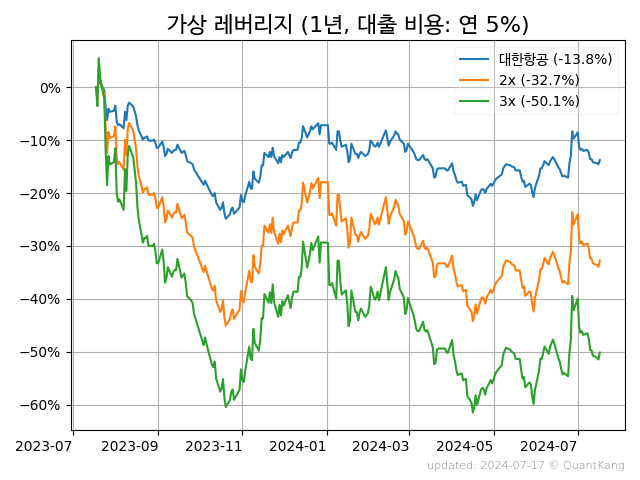 가상 레버리지 (1년, 대출 비용: 연 5%)
대한항공 (-13.8%)
2x (-32.7%)
3x (-50.1%)
0%
−10%
−20%
−30%
−40%
−50%
−60%
2023-07 2023-09 2023-11 2024-01 2024-03 2024-05 2024-07
updated: 2024-07-17 © QuantKang